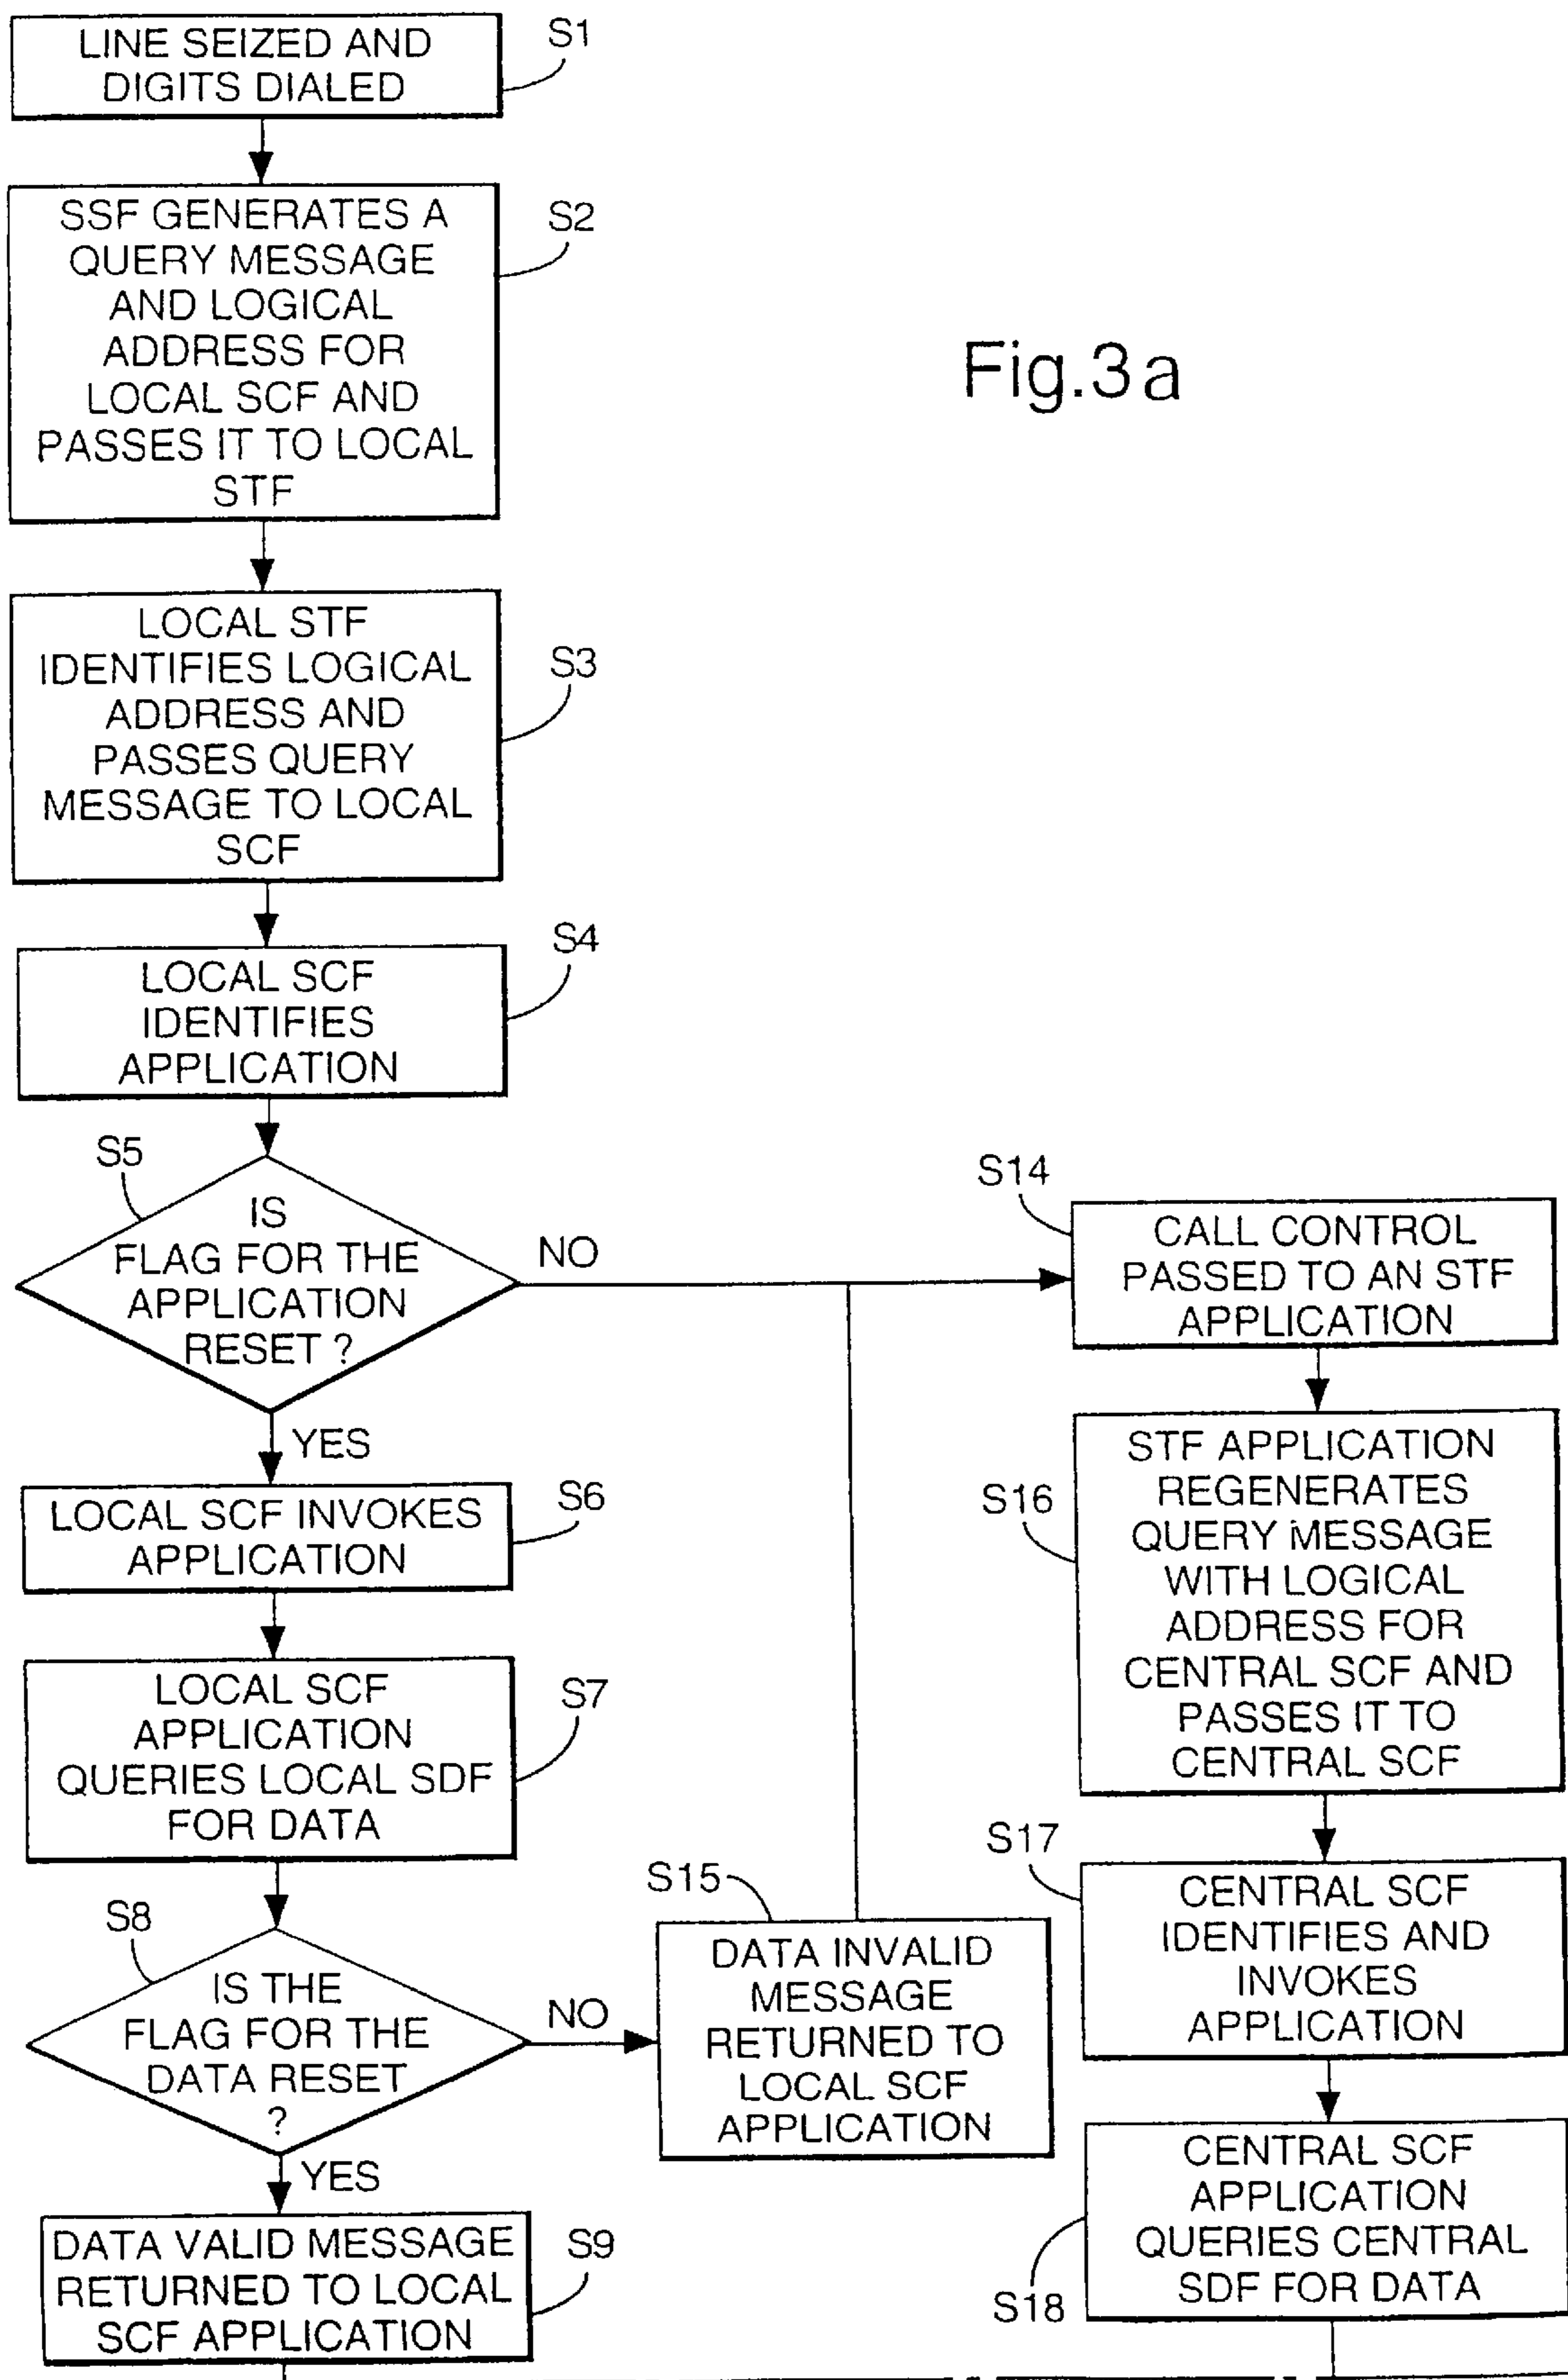 LINE SEIZED AND
DIGITS DIALED
S1
SSF GENERATES A
QUERY MESSAGE
AND LOGICAL
ADDRESS FOR
LOCAL SCF AND
PASSES IT TO LOCAL
STF
S2
Fig.3a
LOCAL STF
IDENTIFIES LOGICAL
ADDRESS AND
PASSES QUERY
MESSAGE TO LOCAL
SCF
S3
LOCAL SCF
IDENTIFIES
APPLICATION
S4
S5
IS
FLAG FOR THE
APPLICATION
RESET ?
NO
YES
S14
CALL CONTROL
PASSED TO AN STF
APPLICATION
LOCAL SCF INVOKES
APPLICATION
S6
S16
STF APPLICATION
REGENERATES
QUERY MESSAGE
WITH LOGICAL
ADDRESS FOR
CENTRAL SCF AND
PASSES IT TO
CENTRAL SCF
LOCAL SCF
APPLICATION
QUERIES LOCAL SDF
FOR DATA
S7
S8
IS THE
FLAG FOR THE
DATA RESET
?
NO
YES
S15
DATA INVALID
MESSAGE
RETURNED TO
LOCAL SCF
APPLICATION
S17
CENTRAL SCF
IDENTIFIES AND
INVOKES
APPLICATION
DATA VALID MESSAGE
RETURNED TO LOCAL
SCF APPLICATION
S9
CENTRAL SCF
APPLICATION
QUERIES CENTRAL
SDF FOR DATA
S18